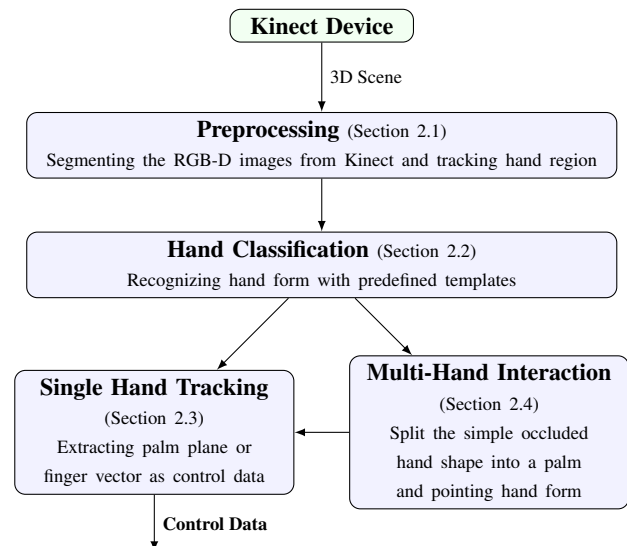 Kinect Device
3D Scene
Preprocessing (Section 2.1)
Segmenting the RGB-D images from Kinect and tracking hand region
Hand Classification (Section 2.2)
Recognizing hand form with predefined templates
Single Hand Tracking
(Section 2.3)
Extracting palm plane or
finger vector as control data
Multi-Hand Interaction
(Section 2.4)
Split the simple occluded
hand shape into a palm
and pointing hand form
Control Data